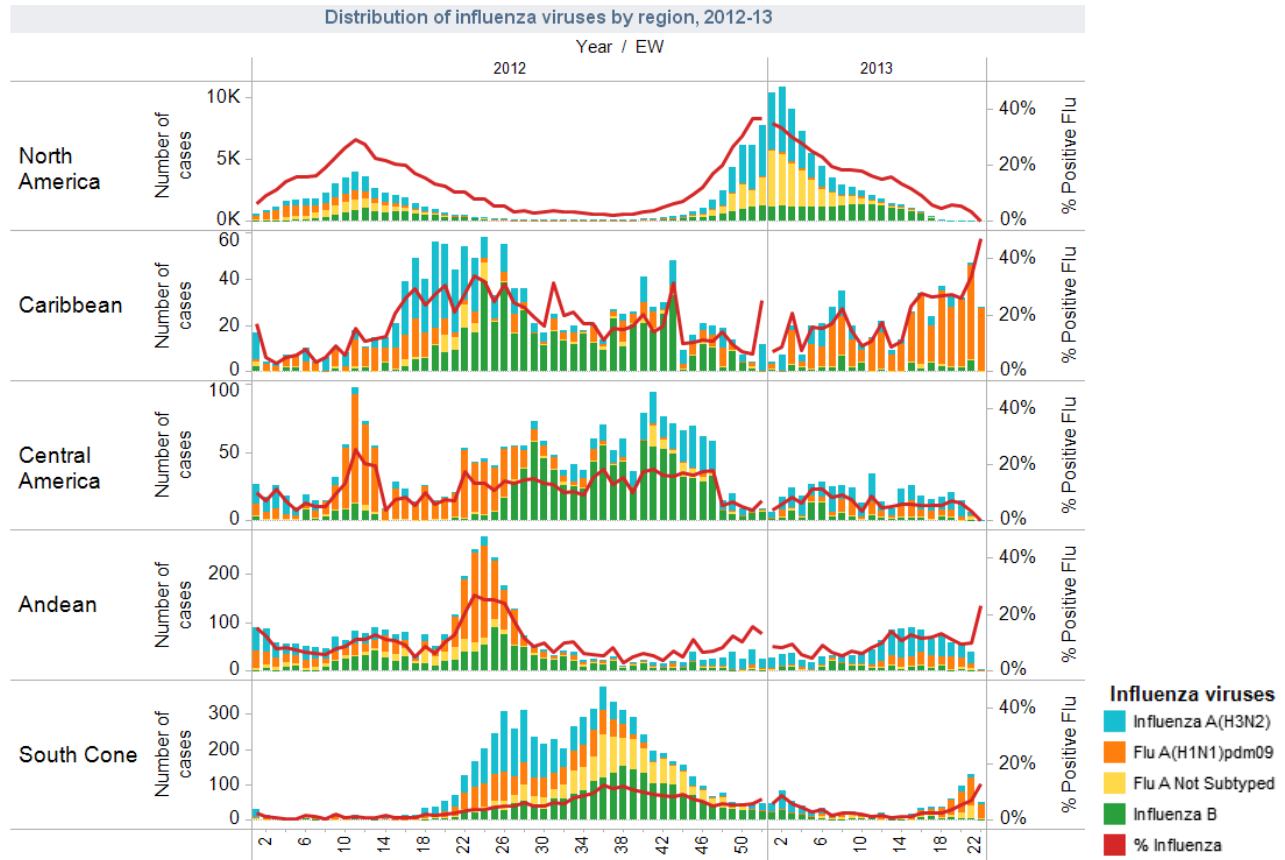 Distribution of influenza viruses by region, 2012-13
Year / EW
2012 2013
North America
Number of cases
10K
5K
0K
40%
20%
0%
% Positive Flu
Caribbean
Number of cases
60
40
20
0
40%
20%
0%
% Positive Flu
Central America
Number of cases
100
50
0
40%
20%
0%
% Positive Flu
Andean
Number of cases
200
100
0
40%
20%
0%
% Positive Flu
South Cone
Number of cases
300
200
100
0
40%
20%
0%
% Positive Flu
2 6 10 14 18 22 26 30 34 38 42 46 50 2 6 10 14 18 22
Influenza viruses
Influenza A(H3N2)
Flu A(H1N1)pdm09
Flu A Not Subtyped
Influenza B
% Influenza